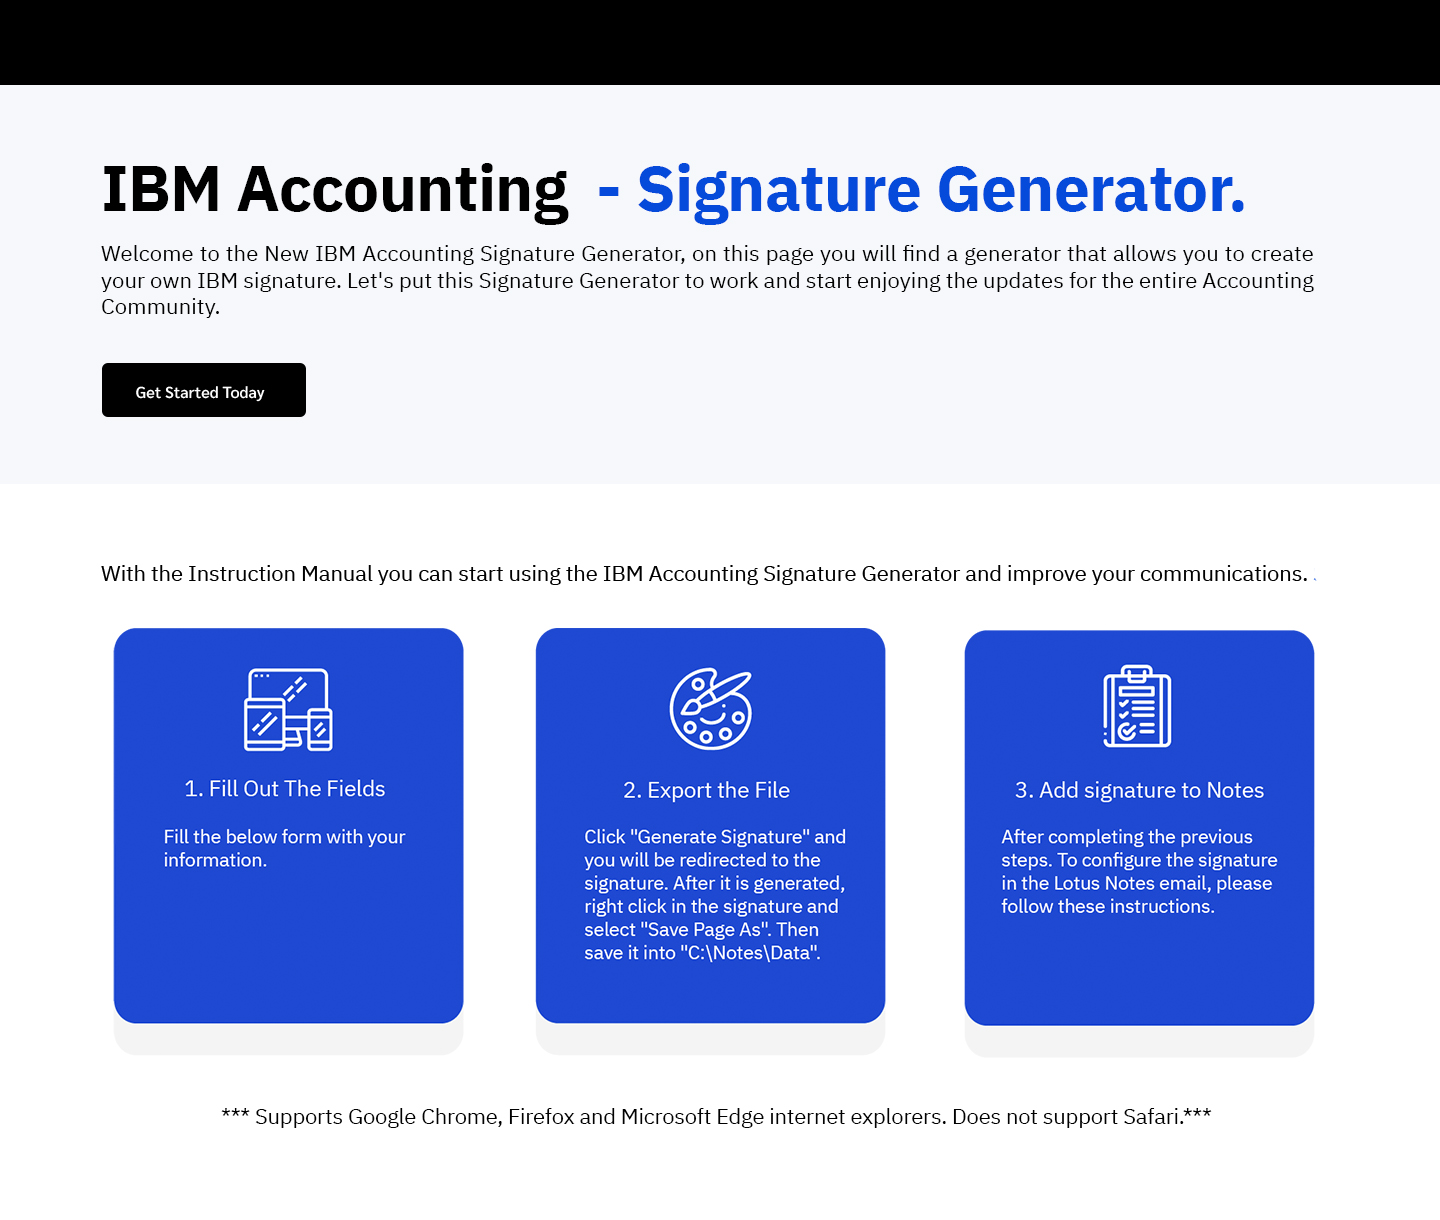 IBM Accounting - Signature Generator.
Welcome to the New IBM Accounting Signature Generator, on this page you will find a generator that allows you to create
your own IBM signature. Let's put this Signature Generator to work and start enjoying the updates for the entire Accounting
Community.
Get Started Today
With the Instruction Manual you can start using the IBM Accounting Signature Generator and improve your communications. .
1. Fill Out The Fields
Fill the below form with your
information.
2. Export the File
Click "Generate Signature" and
you will be redirected to the
signature. After it is generated,
right click in the signature and
select "Save Page As". Then
save it into "C:\Notes\Data".
3. Add signature to Notes
After completing the previous
steps. To configure the signature
in the Lotus Notes email, please
follow these instructions.
*** Supports Google Chrome, Firefox and Microsoft Edge internet explorers. Does not support Safari.***